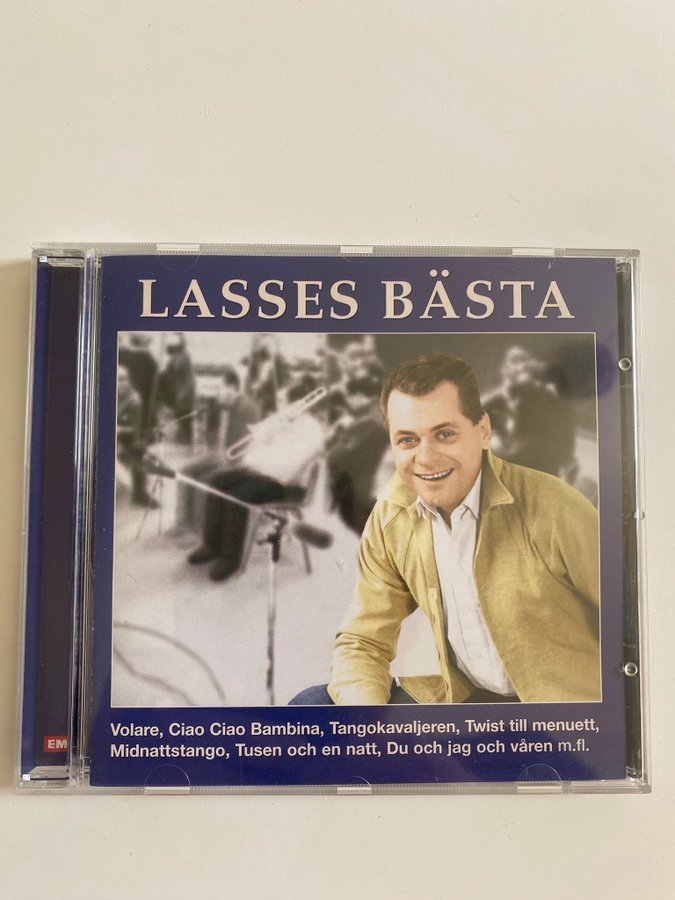 LASSES BÄSTA
Volare, Ciao Ciao Bambina, Tangokavaljeren, Twist till menuett,
Midnattstango, Tusen och en natt, Du och jag och våren m.fl.
EM